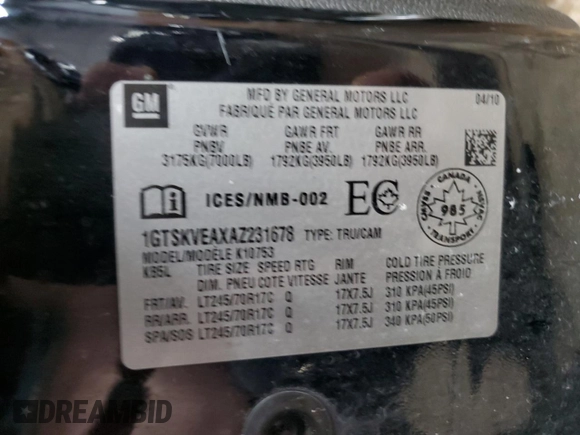 GM
MFD BY GENERAL MOTORS LLC 04/10
FABRIQUÉ PAR GENERAL MOTORS LLC
GVWR GAWR FRT GAWR RR
PNBV PNBE AV. PNBE ARR.
3175KG(7000LB) 1792KG(3950LB) 1792KG(3950LB)
ICES/NMB-002 EC CANADA 985
1GTSKVEAXAZ231678 TYPE: TRU/CAM
MODEL/MODÈLE K10753
KB5L TIRE SIZE SPEED RTG RIM COLD TIRE PRESSURE
DIM. PNEU COTE VITESSE JANTE PRESSION À FROID
FRT/AV. LT245/70R17C Q 17X7.5J 310 KPA(45PSI)
RR/ARR. LT245/70R17C Q 17X7.5J 310 KPA(45PSI)
SPA/SOS LT245/70R17C Q 17X7.5J 340 KPA(50PSI)
DREAMBID